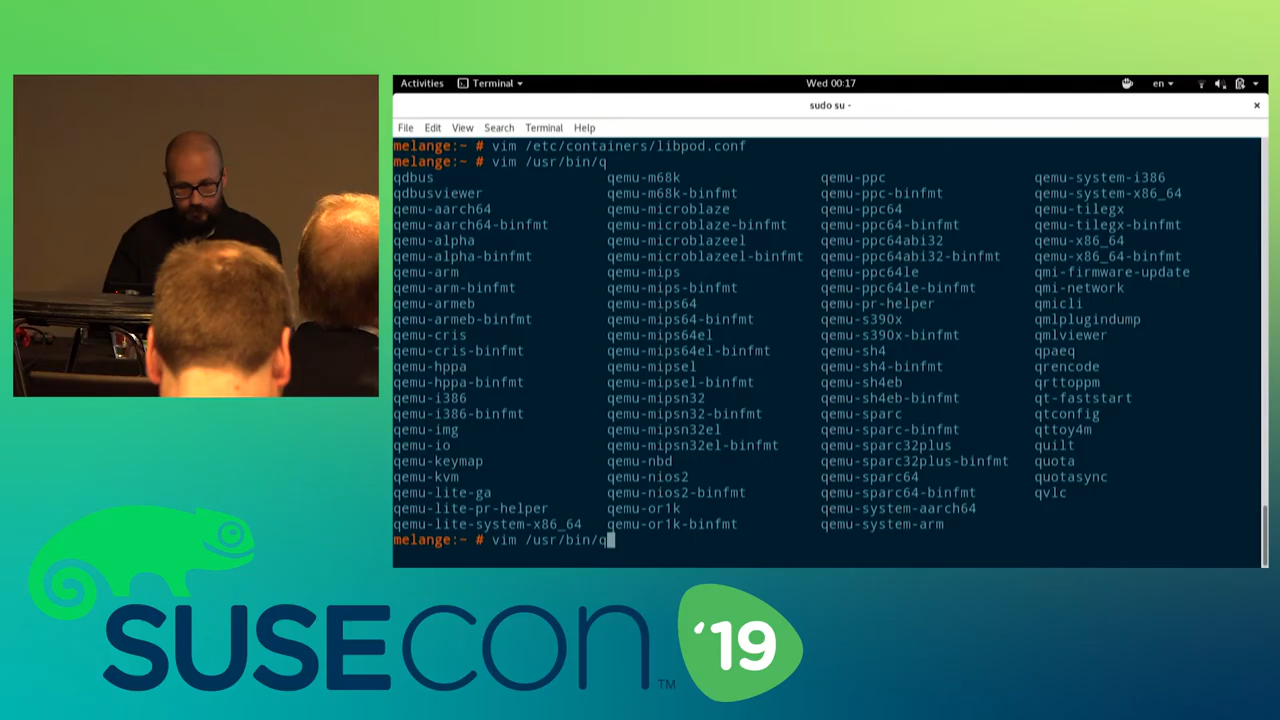 Activities Terminal Wed 00:17 en
sudo su -
File Edit View Search Terminal Help
melange:~ # vim /etc/containers/libpod.conf
melange:~ # vim /usr/bin/q
qdbus qemu-m68k qemu-ppc qemu-system-i386
qdbusviewer qemu-m68k-binfmt qemu-ppc-binfmt qemu-system-x86_64
qemu-aarch64 qemu-microblaze qemu-ppc64 qemu-tilegx
qemu-aarch64-binfmt qemu-microblaze-binfmt qemu-ppc64-binfmt qemu-tilegx-binfmt
qemu-alpha qemu-microblazeel qemu-ppc64abi32 qemu-x86_64
qemu-alpha-binfmt qemu-microblazeel-binfmt qemu-ppc64abi32-binfmt qemu-x86_64-binfmt
qemu-arm qemu-mips qemu-ppc64le qmi-firmware-update
qemu-arm-binfmt qemu-mips-binfmt qemu-ppc64le-binfmt qmi-network
qemu-armeb qemu-mips64 qemu-pr-helper qmicli
qemu-armeb-binfmt qemu-mips64-binfmt qemu-s390x qmlplugindump
qemu-cris qemu-mips64el qemu-s390x-binfmt qmlviewer
qemu-cris-binfmt qemu-mips64el-binfmt qemu-sh4 qpaeq
qemu-hppa qemu-mipsel qemu-sh4-binfmt qrencode
qemu-hppa-binfmt qemu-mipsel-binfmt qemu-sh4eb qrttoppm
qemu-i386 qemu-mipsn32 qemu-sh4eb-binfmt qt-faststart
qemu-i386-binfmt qemu-mipsn32-binfmt qemu-sparc qtconfig
qemu-img qemu-mipsn32el qemu-sparc-binfmt qttoy4m
qemu-io qemu-mipsn32el-binfmt qemu-sparc32plus quilt
qemu-keymap qemu-nbd qemu-sparc32plus-binfmt quota
qemu-kvm qemu-nios2 qemu-sparc64 quotasync
qemu-lite-ga qemu-nios2-binfmt qemu-sparc64-binfmt qvlc
qemu-lite-pr-helper qemu-or1k qemu-system-aarch64
qemu-lite-system-x86_64 qemu-or1k-binfmt qemu-system-arm
melange:~ # vim /usr/bin/q
SUSECON™ '19